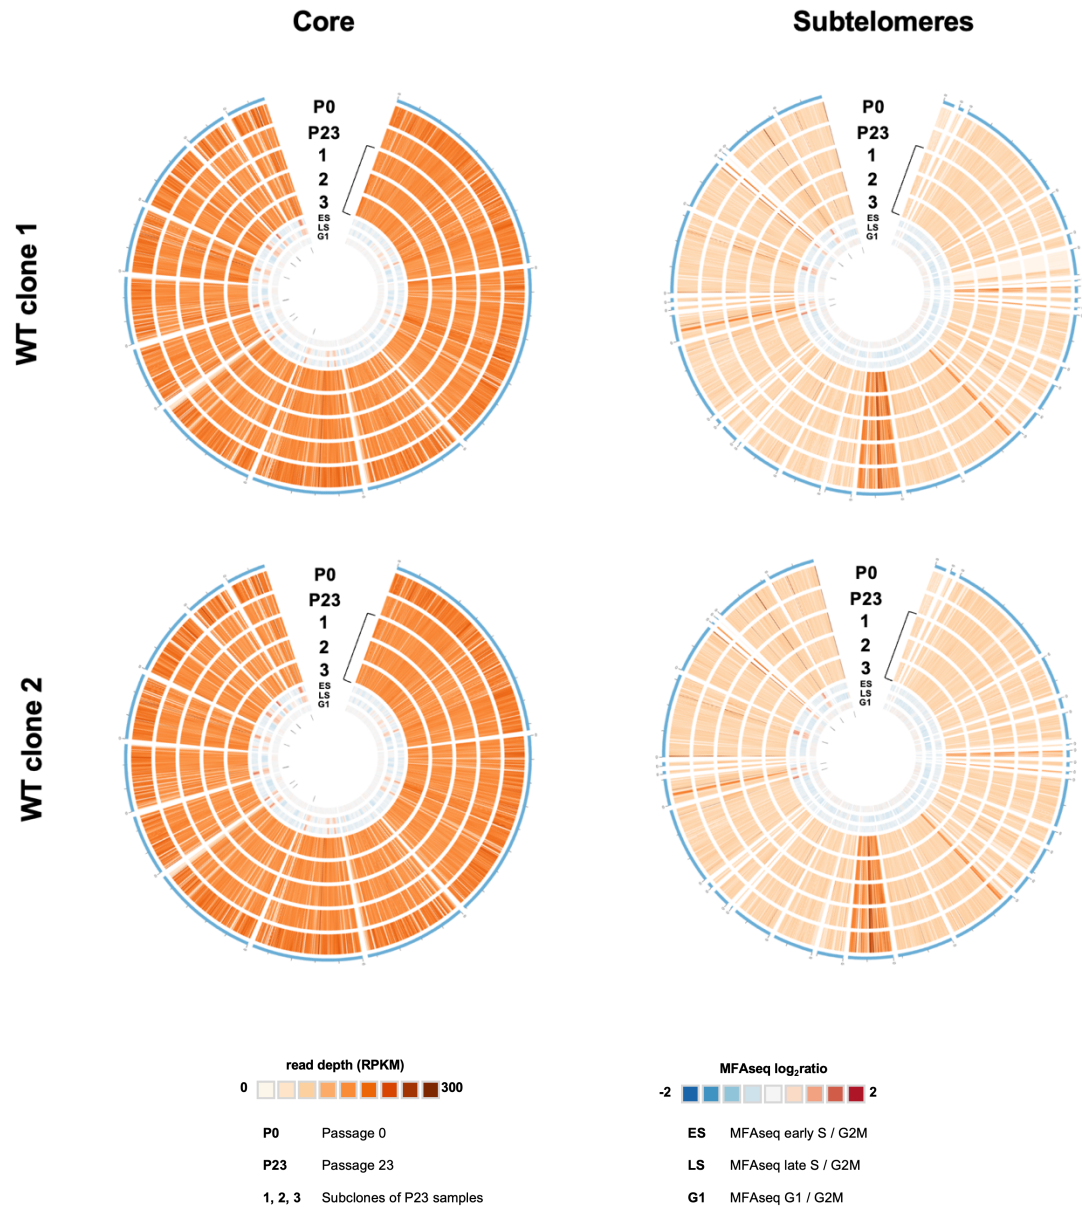 Core
Subtelomeres
WT clone 1
P0
P23
1
2
3
ES
LS
G1
P0
P23
1
2
3
ES
LS
G1
WT clone 2
P0
P23
1
2
3
ES
LS
G1
P0
P23
1
2
3
ES
LS
G1
read depth (RPKM)
0 300
P0 Passage 0
P23 Passage 23
1, 2, 3 Subclones of P23 samples
MFAseq log2ratio
-2 2
ES MFAseq early S / G2M
LS MFAseq late S / G2M
G1 MFAseq G1 / G2M